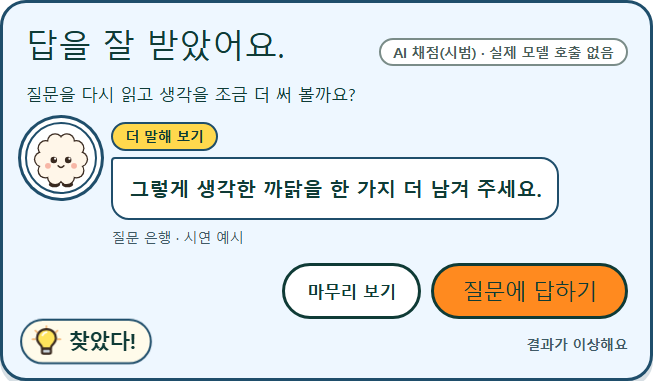 답을 잘 받았어요.
AI 채점(시범) · 실제 모델 호출 없음
질문을 다시 읽고 생각을 조금 더 써 볼까요?
더 말해 보기
그렇게 생각한 까닭을 한 가지 더 남겨 주세요.
질문 은행 · 시연 예시
마무리 보기
질문에 답하기
찾았다!
결과가 이상해요